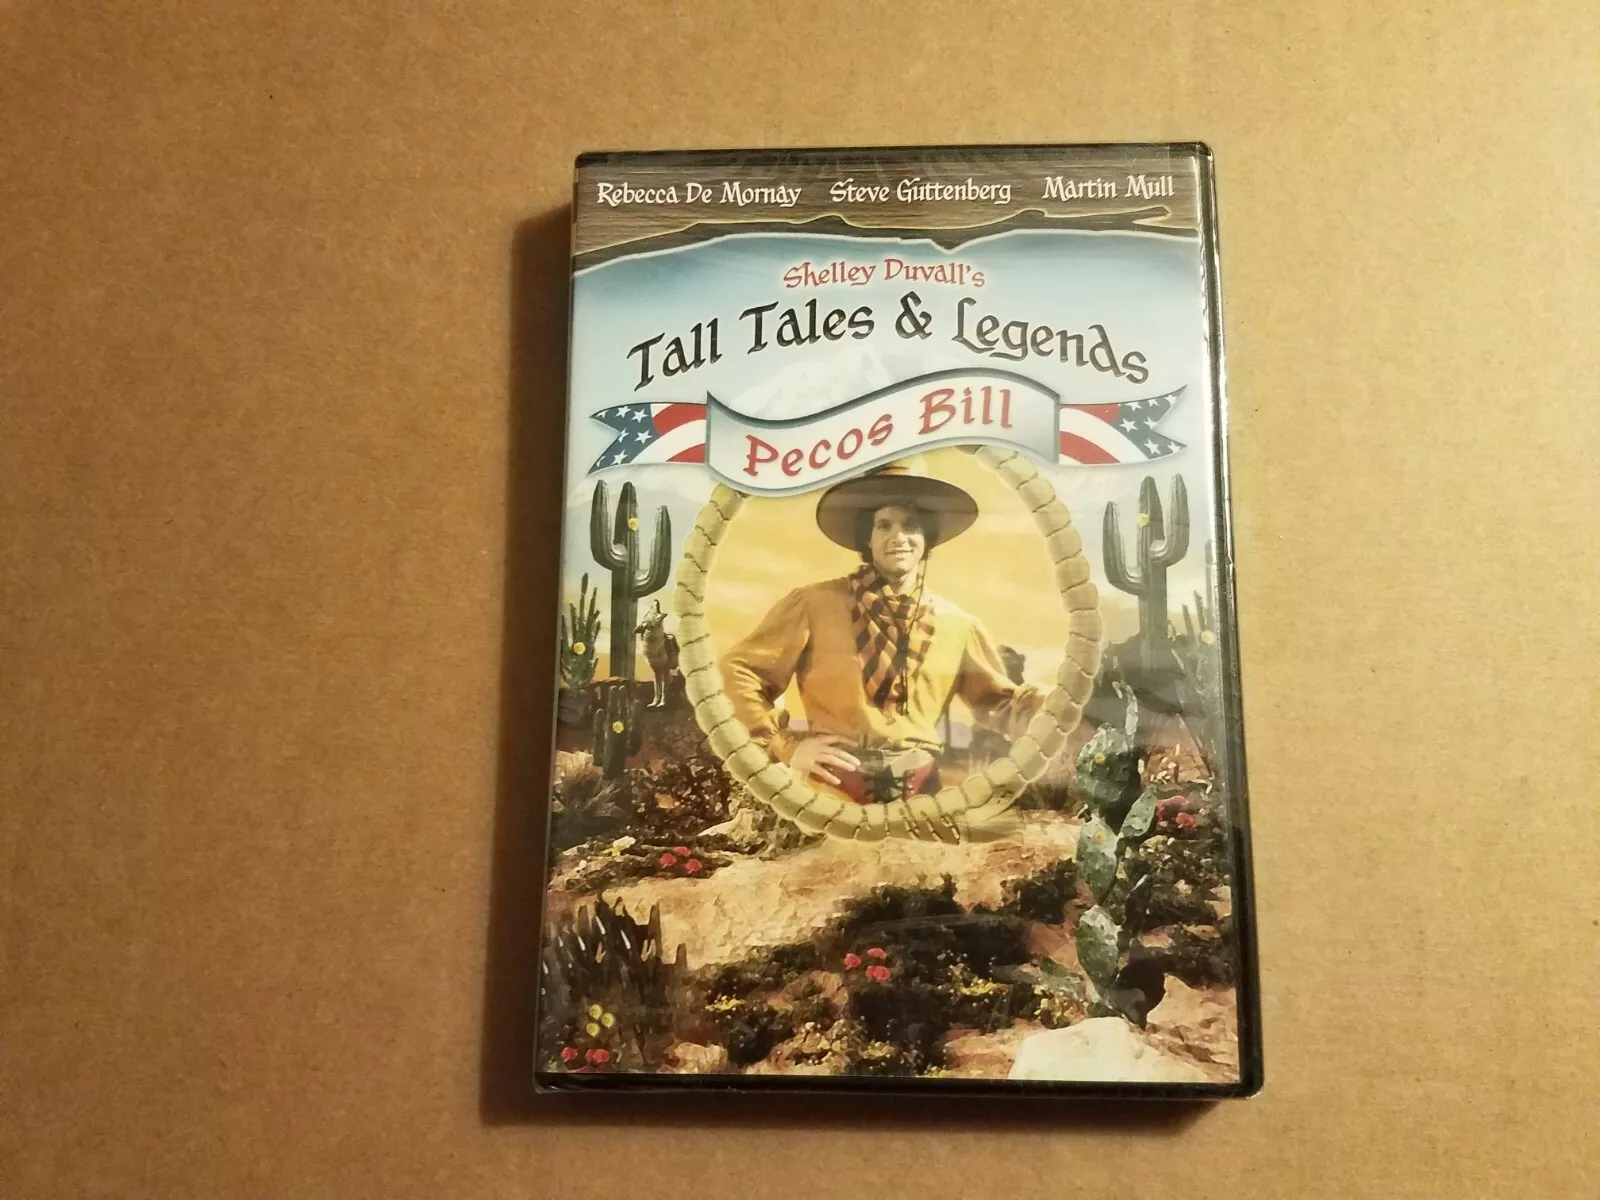 Rebecca De Mornay Steve Guttenberg Martin Mull
Shelley Duvall's
Tall Tales & Legends
Pecos Bill